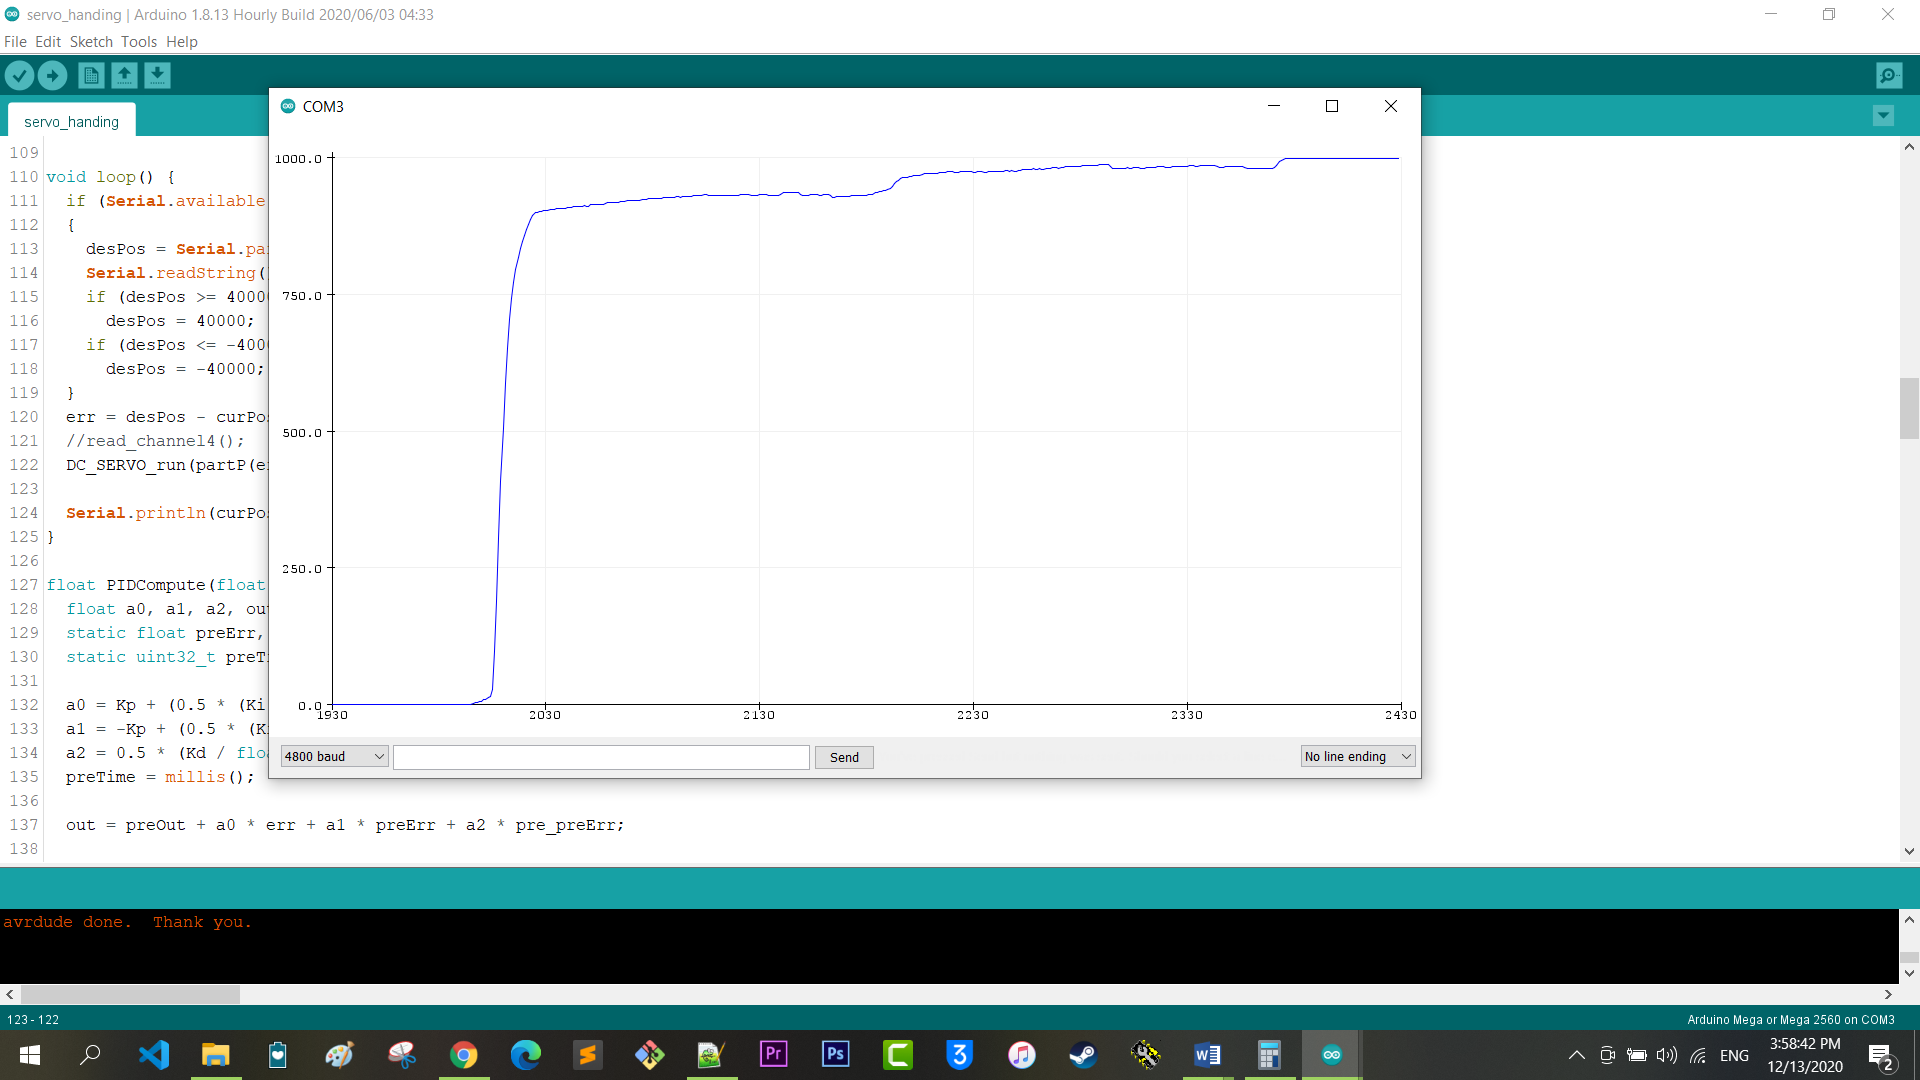 servo_handing | Arduino 1.8.13 Hourly Build 2020/06/03 04:33
File Edit Sketch Tools Help
servo_handing
COM3
109
110 void loop() {
111 if (Serial.available
112 {
113 desPos = Serial.pa
114 Serial.readString(
115 if (desPos >= 4000
116 desPos = 40000;
117 if (desPos <= -400
118 desPos = -40000;
119 }
120 err = desPos - curPo
121 //read_channel4();
122 DC_SERVO_run(partP(e
123
124 Serial.println(curPo
125 }
126
127 float PIDCompute(float
128 float a0, a1, a2, ou
129 static float preErr,
130 static uint32_t preT
131
132 a0 = Kp + (0.5 * (Ki
133 a1 = -Kp + (0.5 * (K
134 a2 = 0.5 * (Kd / flo
135 preTime = millis();
136
137 out = preOut + a0 * err + a1 * preErr + a2 * pre_preErr;
138
1000.0
750.0
500.0
250.0
0.0
1930 2030 2130 2230 2330 2430
4800 baud Send No line ending
avrdude done. Thank you.
123 - 122 Arduino Mega or Mega 2560 on COM3
Pr Ps C 3 W
ENG 3:58:42 PM
12/13/2020
2